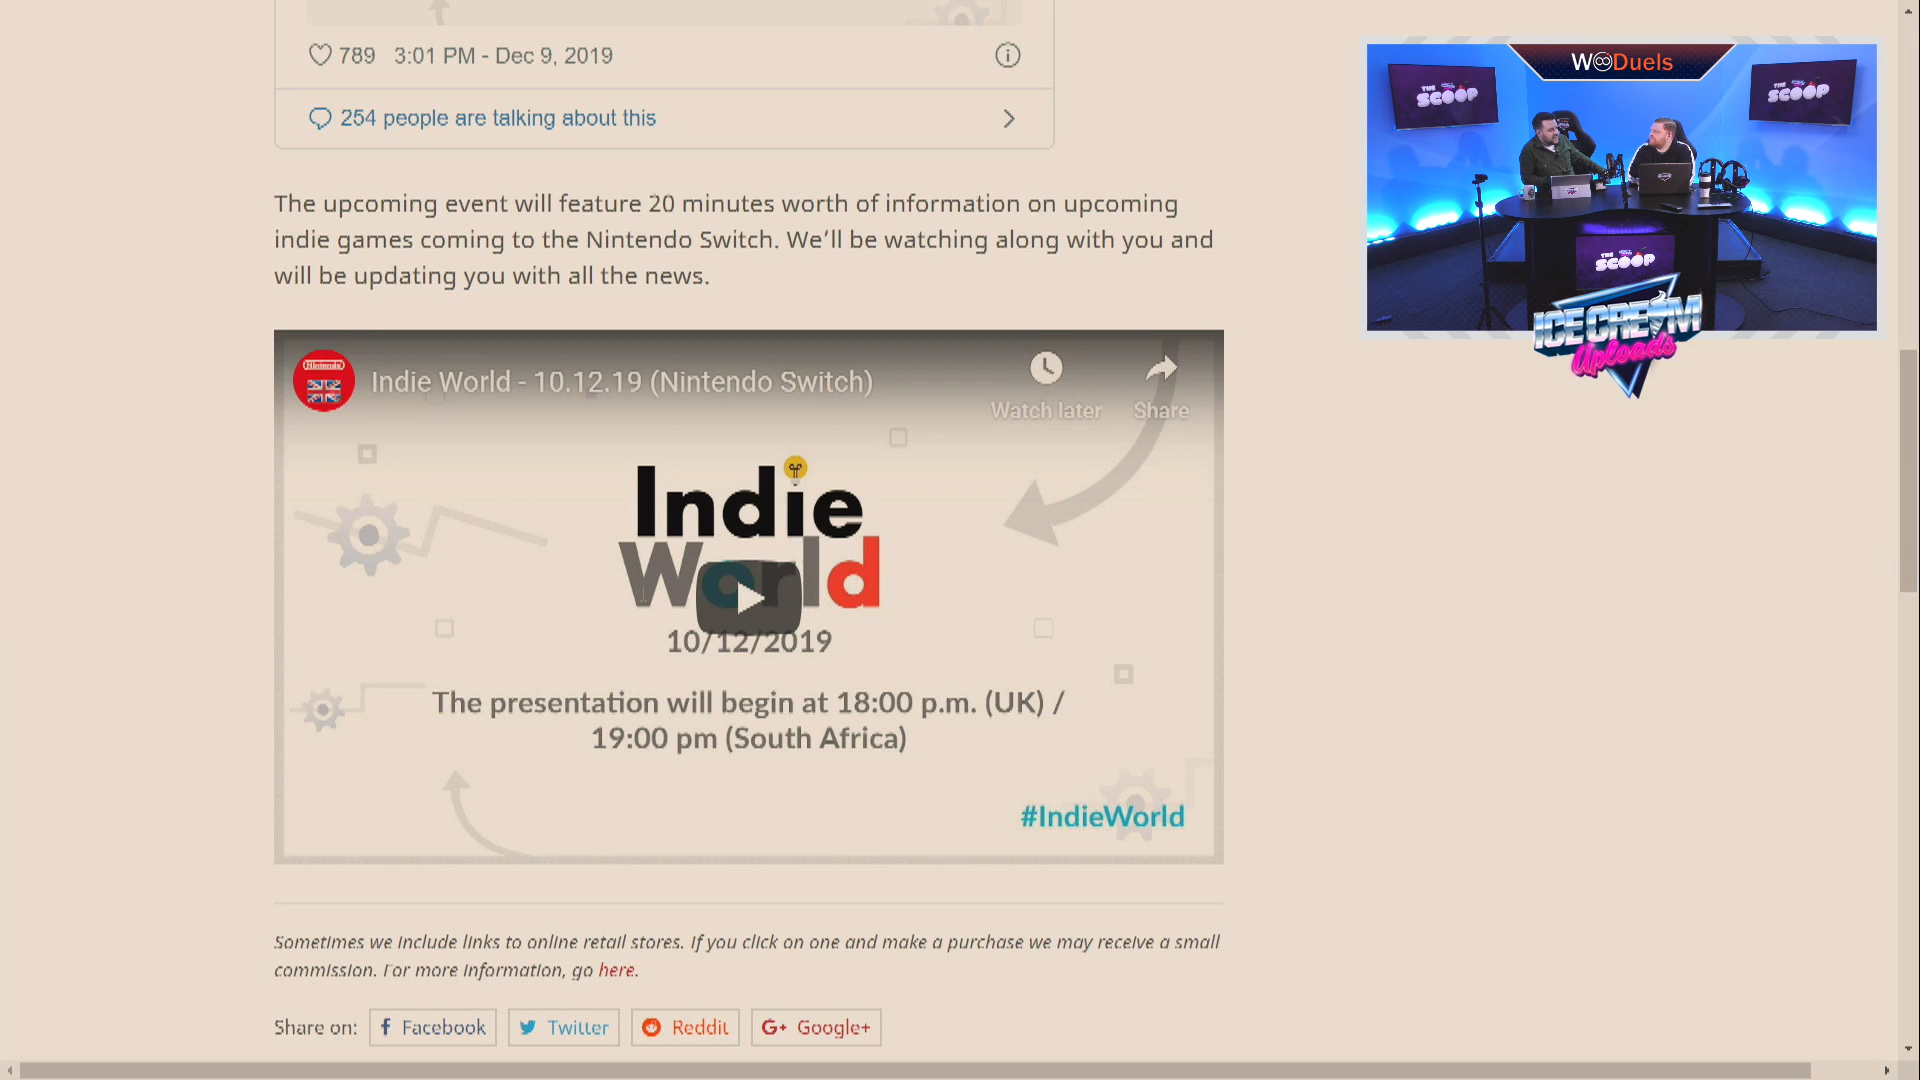 789 3:01 PM - Dec 9, 2019
254 people are talking about this
The upcoming event will feature 20 minutes worth of information on upcoming
indie games coming to the Nintendo Switch. We'll be watching along with you and
will be updating you with all the news.
Nintendo
Indie World - 10.12.19 (Nintendo Switch)
Watch later
Share
Indie
World
10/12/2019
The presentation will begin at 18:00 p.m. (UK) /
19:00 pm (South Africa)
#IndieWorld
Sometimes we include links to online retail stores. If you click on one and make a purchase we may receive a small
commission. For more information, go here.
Share on: Facebook Twitter Reddit G+ Google+
W∞Duels
THE
SCOOP
THE
SCOOP
THE
SCOOP
ICE CREAM
Uploads